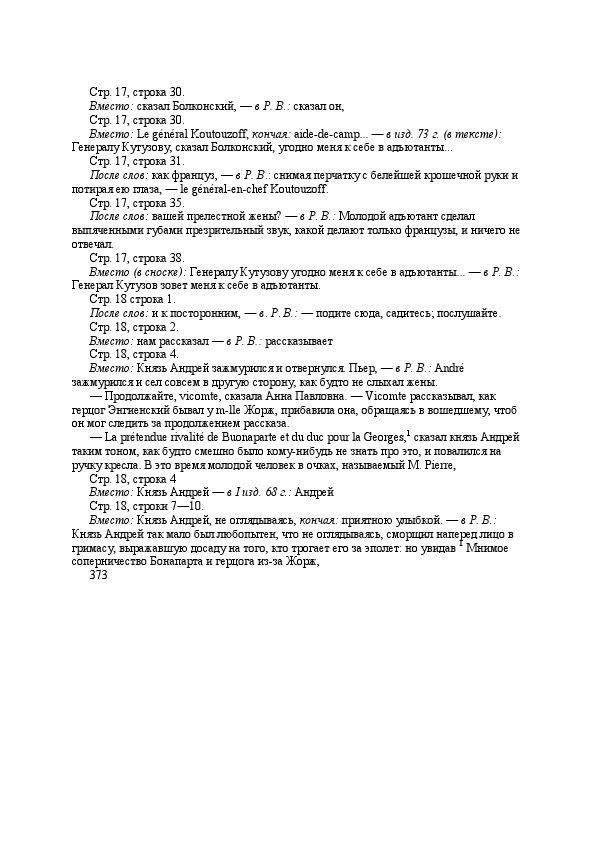 Стр. 17, строка 30.
Вместо: сказал Болконский, — в Р. В.: сказал он,
Стр. 17, строка 30.
Вместо: Le général Koutouzoff, кончая: aide-de-camp... — в изд. 73 г. (в тексте):
Генералу Кутузову, сказал Болконский, угодно меня к себе в адъютанты...
Стр. 17, строка 31.
После слов: как француз, — в Р. В.: снимая перчатку с белейшей крошечной руки и
потирая ею глаза, — le général-en-chef Koutouzoff.
Стр. 17, строка 35.
После слов: вашей прелестной жены? — в Р. В.: Молодой адъютант сделал
выпяченными губами презрительный звук, какой делают только французы, и ничего не
отвечал.
Стр. 17, строка 38.
Вместо (в сноске): Генералу Кутузову угодно меня к себе в адъютанты... — в Р. В.:
Генерал Кутузов зовет меня к себе в адъютанты.
Стр. 18 строка 1.
После слов: и к посторонним, — в. Р. В.: — подите сюда, садитесь; послушайте.
Стр. 18, строка 2.
Вместо: нам рассказал — в Р. В.: рассказывает
Стр. 18, строка 4.
Вместо: Князь Андрей зажмурился и отвернулся. Пьер, — в Р. В.: André
зажмурился и сел совсем в другую сторону, как будто не слыхал жены.
— Продолжайте, vicomte, сказала Анна Павловна. — Vicomte рассказывал, как
герцог Энгиенский бывал у m-lle Жорж, прибавила она, обращаясь в вошедшему, чтоб
он мог следить за продолжением рассказа.
— La prétendue rivalité de Buonaparte et du duc pour la Georges,1 сказал князь Андрей
таким тоном, как будто смешно было кому-нибудь не знать про это, и повалился на
ручку кресла. В это время молодой человек в очках, называемый M. Pierre,
Стр. 18, строка 4
Вместо: Князь Андрей — в I изд. 68 г.: Андрей
Стр. 18, строки 7—10.
Вместо: Князь Андрей, не оглядываясь, кончая: приятною улыбкой. — в Р. В.:
Князь Андрей так мало был любопытен, что не оглядываясь, сморщил наперед лицо в
гримасу, выражавшую досаду на того, кто трогает его за эполет: но увидав 1 Мнимое
соперничество Бонапарта и герцога из-за Жорж,
373